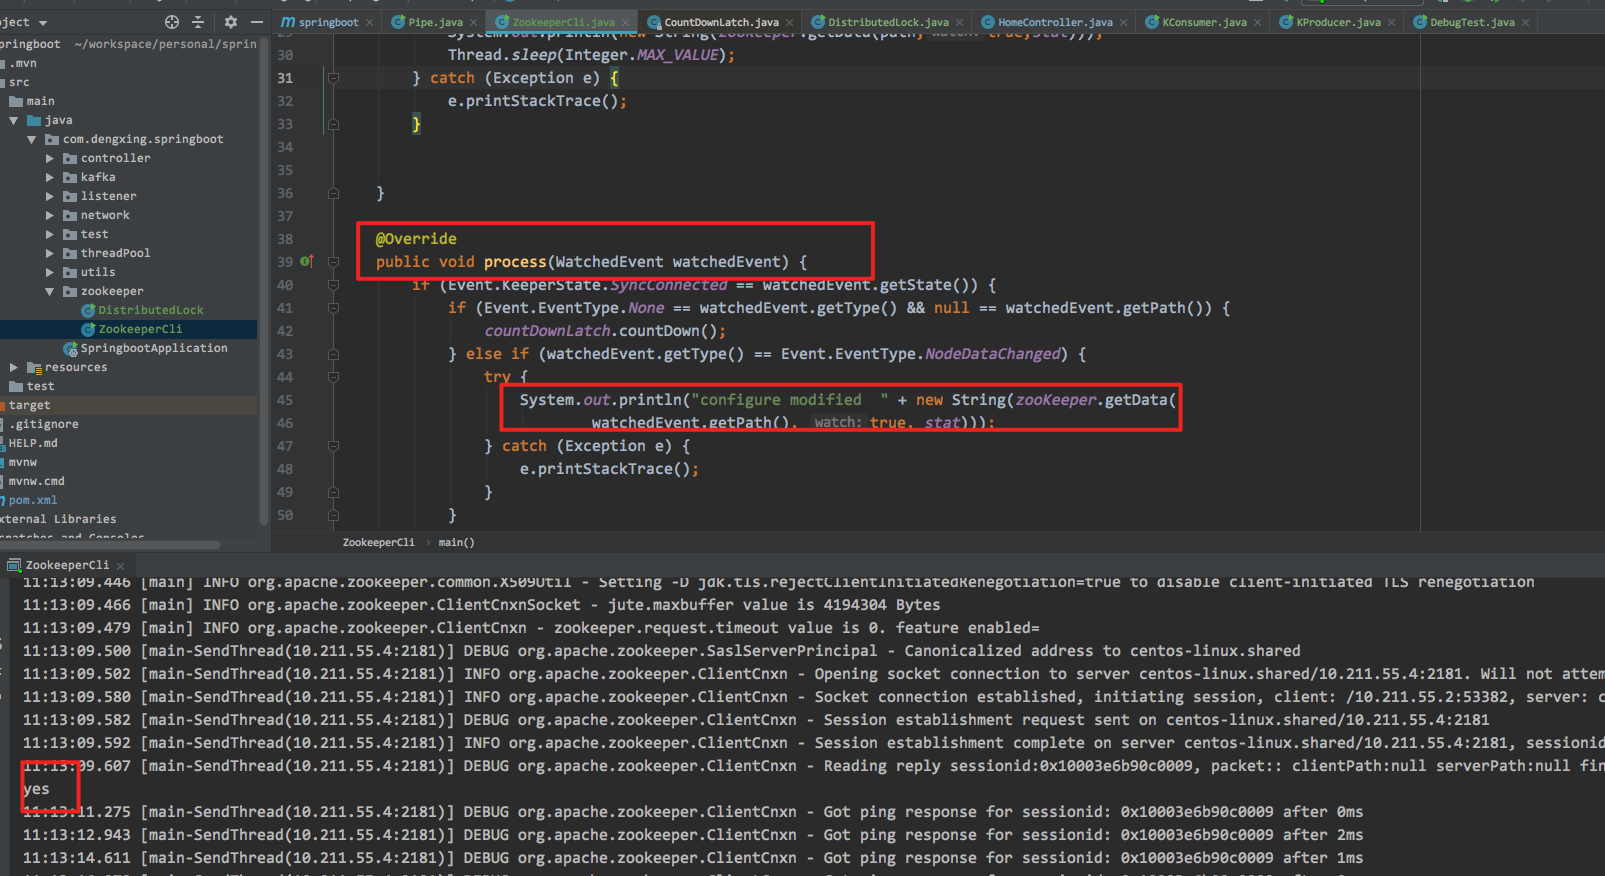 ject
springboot
Pipe.java
ZookeeperCli.java
CountDownLatch.java
DistributedLock.java
HomeController.java
KConsumer.java
KProducer.java
DebugTest.java
pringboot ~/workspace/personal/sprin
.mvn
src
main
java
com.dengxing.springboot
controller
kafka
listener
network
test
threadPool
utils
zookeeper
DistributedLock
ZookeeperCli
SpringbootApplication
resources
test
target
.gitignore
HELP.md
mvnw
mvnw.cmd
pom.xml
xternal Libraries
cratches and Consoles
29 System.out.println(new String(zooKeeper.getData(path, watch: true,stat)));
30 Thread.sleep(Integer.MAX_VALUE);
31 } catch (Exception e) {
32 e.printStackTrace();
33 }
34
35
36 }
37
38 @Override
39 public void process(WatchedEvent watchedEvent) {
40 if (Event.KeeperState.SyncConnected == watchedEvent.getState()) {
41 if (Event.EventType.None == watchedEvent.getType() && null == watchedEvent.getPath()) {
42 countDownLatch.countDown();
43 } else if (watchedEvent.getType() == Event.EventType.NodeDataChanged) {
44 try {
45 System.out.println("configure modified  " + new String(zooKeeper.getData(
46 watchedEvent.getPath(), watch: true, stat)));
47 } catch (Exception e) {
48 e.printStackTrace();
49 }
50 }
ZookeeperCli › main()
ZookeeperCli
11:13:09.446 [main] INFO org.apache.zookeeper.common.X509Util - Setting -D jdk.tls.rejectClientInitiatedRenegotiation=true to disable client-initiated TLS renegotiation
11:13:09.466 [main] INFO org.apache.zookeeper.ClientCnxnSocket - jute.maxbuffer value is 4194304 Bytes
11:13:09.479 [main] INFO org.apache.zookeeper.ClientCnxn - zookeeper.request.timeout value is 0. feature enabled=
11:13:09.500 [main-SendThread(10.211.55.4:2181)] DEBUG org.apache.zookeeper.SaslServerPrincipal - Canonicalized address to centos-linux.shared
11:13:09.502 [main-SendThread(10.211.55.4:2181)] INFO org.apache.zookeeper.ClientCnxn - Opening socket connection to server centos-linux.shared/10.211.55.4:2181. Will not attem
11:13:09.580 [main-SendThread(10.211.55.4:2181)] INFO org.apache.zookeeper.ClientCnxn - Socket connection established, initiating session, client: /10.211.55.2:53382, server: c
11:13:09.582 [main-SendThread(10.211.55.4:2181)] DEBUG org.apache.zookeeper.ClientCnxn - Session establishment request sent on centos-linux.shared/10.211.55.4:2181
11:13:09.592 [main-SendThread(10.211.55.4:2181)] INFO org.apache.zookeeper.ClientCnxn - Session establishment complete on server centos-linux.shared/10.211.55.4:2181, sessionid
11:13:09.607 [main-SendThread(10.211.55.4:2181)] DEBUG org.apache.zookeeper.ClientCnxn - Reading reply sessionid:0x10003e6b90c0009, packet:: clientPath:null serverPath:null fin
yes
11:13:11.275 [main-SendThread(10.211.55.4:2181)] DEBUG org.apache.zookeeper.ClientCnxn - Got ping response for sessionid: 0x10003e6b90c0009 after 0ms
11:13:12.943 [main-SendThread(10.211.55.4:2181)] DEBUG org.apache.zookeeper.ClientCnxn - Got ping response for sessionid: 0x10003e6b90c0009 after 2ms
11:13:14.611 [main-SendThread(10.211.55.4:2181)] DEBUG org.apache.zookeeper.ClientCnxn - Got ping response for sessionid: 0x10003e6b90c0009 after 1ms